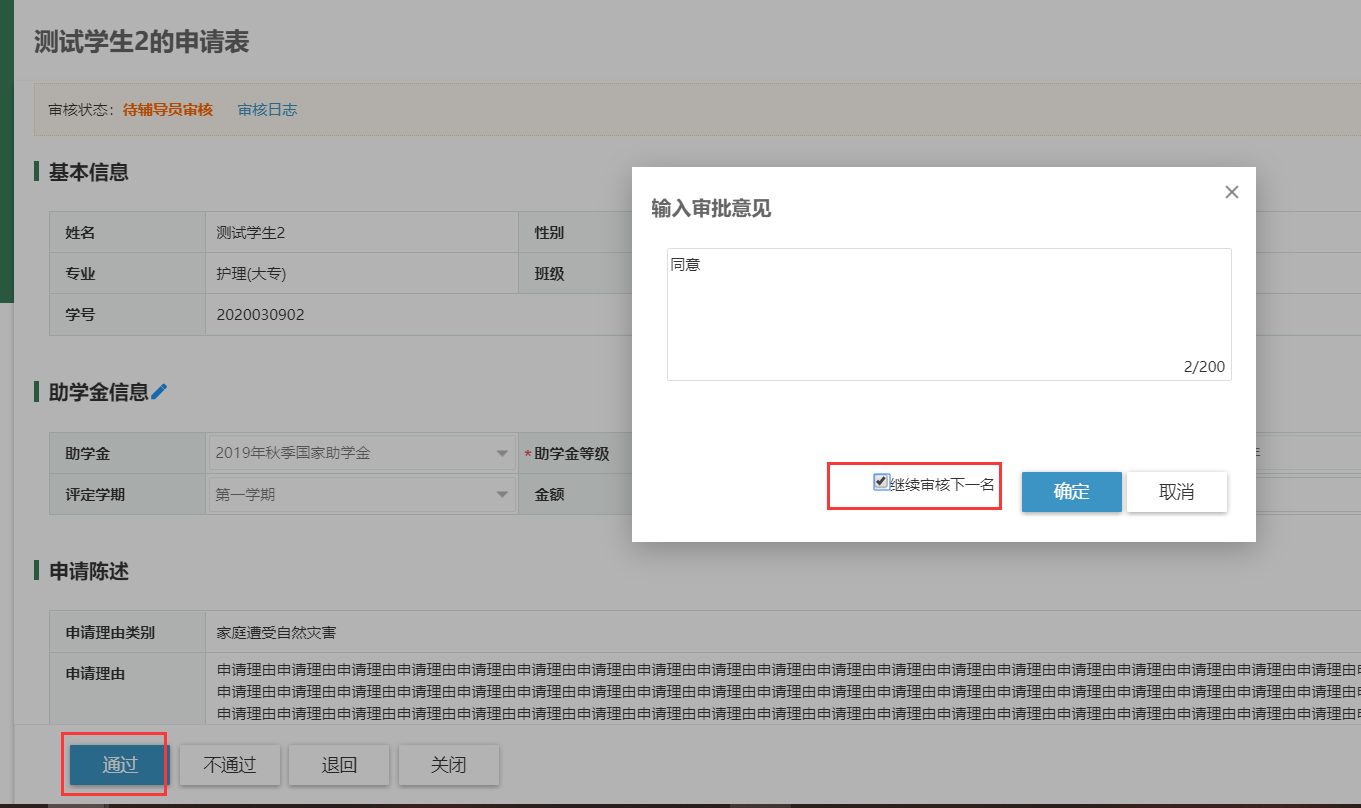 测试学生2的申请表
审核状态：待辅导员审核 审核日志
基本信息
姓名 测试学生2 性别
专业 护理(大专) 班级
学号 2020030902
助学金信息
助学金 2019年秋季国家助学金 *助学金等级
评定学期 第一学期 金额
申请陈述
申请理由类别 家庭遭受自然灾害
申请理由 申请理由申请理由申请理由申请理由申请理由申请理由申请理由申请理由申请理由申请理由申请理由申请理由申请理由申请理由申请理由申请理由申请理由申请理由申请理由
申请理由申请理由申请理由申请理由申请理由申请理由申请理由申请理由申请理由申请理由申请理由申请理由申请理由申请理由申请理由申请理由申请理由申请理由申请理由
申请理由申请理由申请理由申请理由申请理由申请理由申请理由申请理由申请理由申请理由申请理由申请理由申请理由申请理由申请理由申请理由申请理由申请理由申请理由
通过 不通过 退回 关闭
输入审批意见
同意
2/200
继续审核下一名 确定 取消